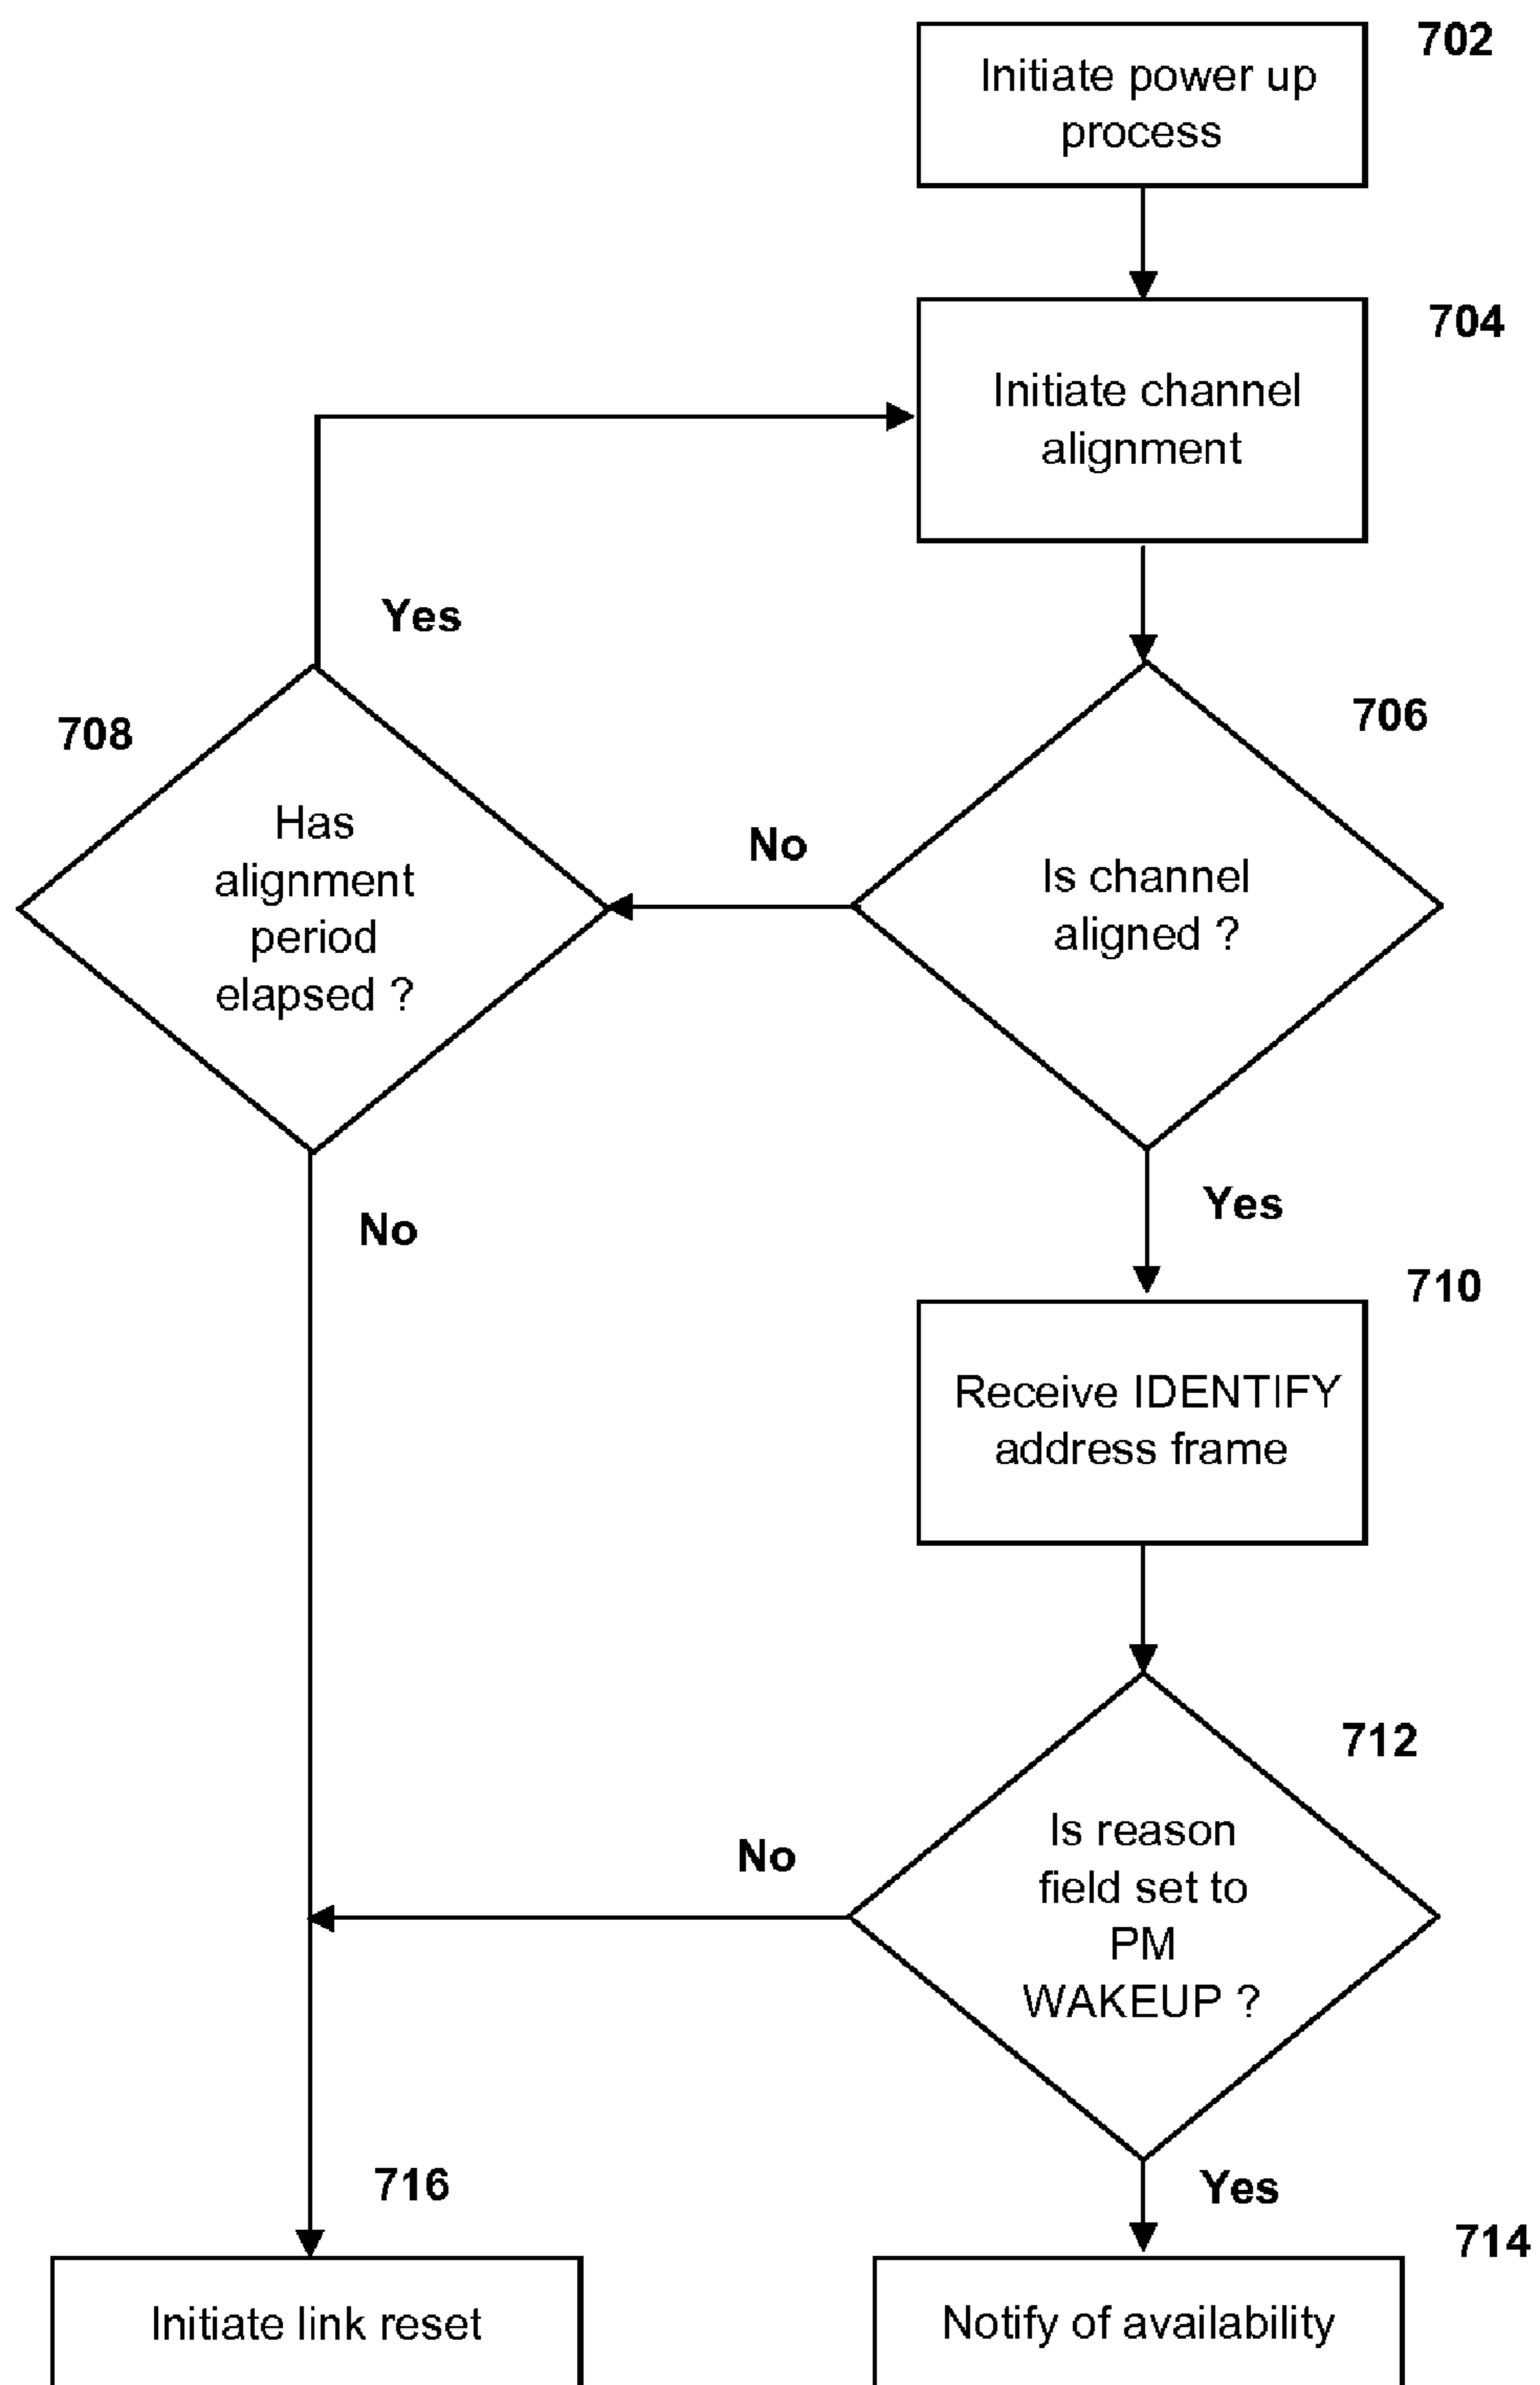 702
Initiate power up
process
704
Initiate channel
alignment
Yes
708
706
Has
alignment
period
elapsed ?
No
Is channel
aligned ?
Yes
No
710
Receive IDENTIFY
address frame
712
No
Is reason
field set to
PM
WAKEUP ?
716
Yes
714
Initiate link reset
Notify of availability